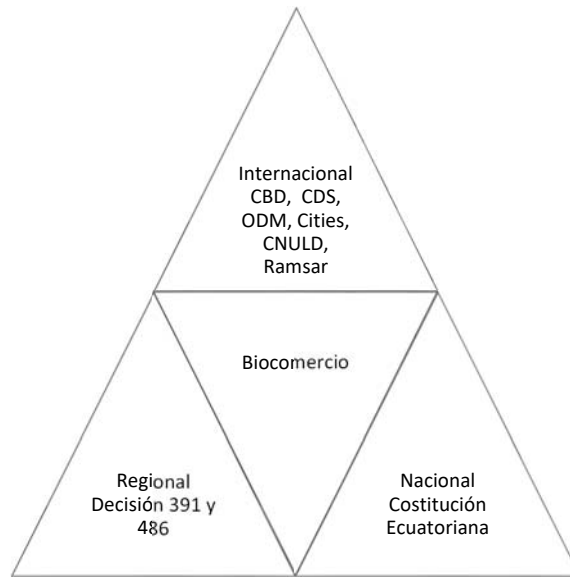 Internacional
CBD, CDS,
ODM, Cities,
CNULD,
Ramsar
Biocomercio
Regional
Decisión 391 y
486
Nacional
Costitución
Ecuatoriana